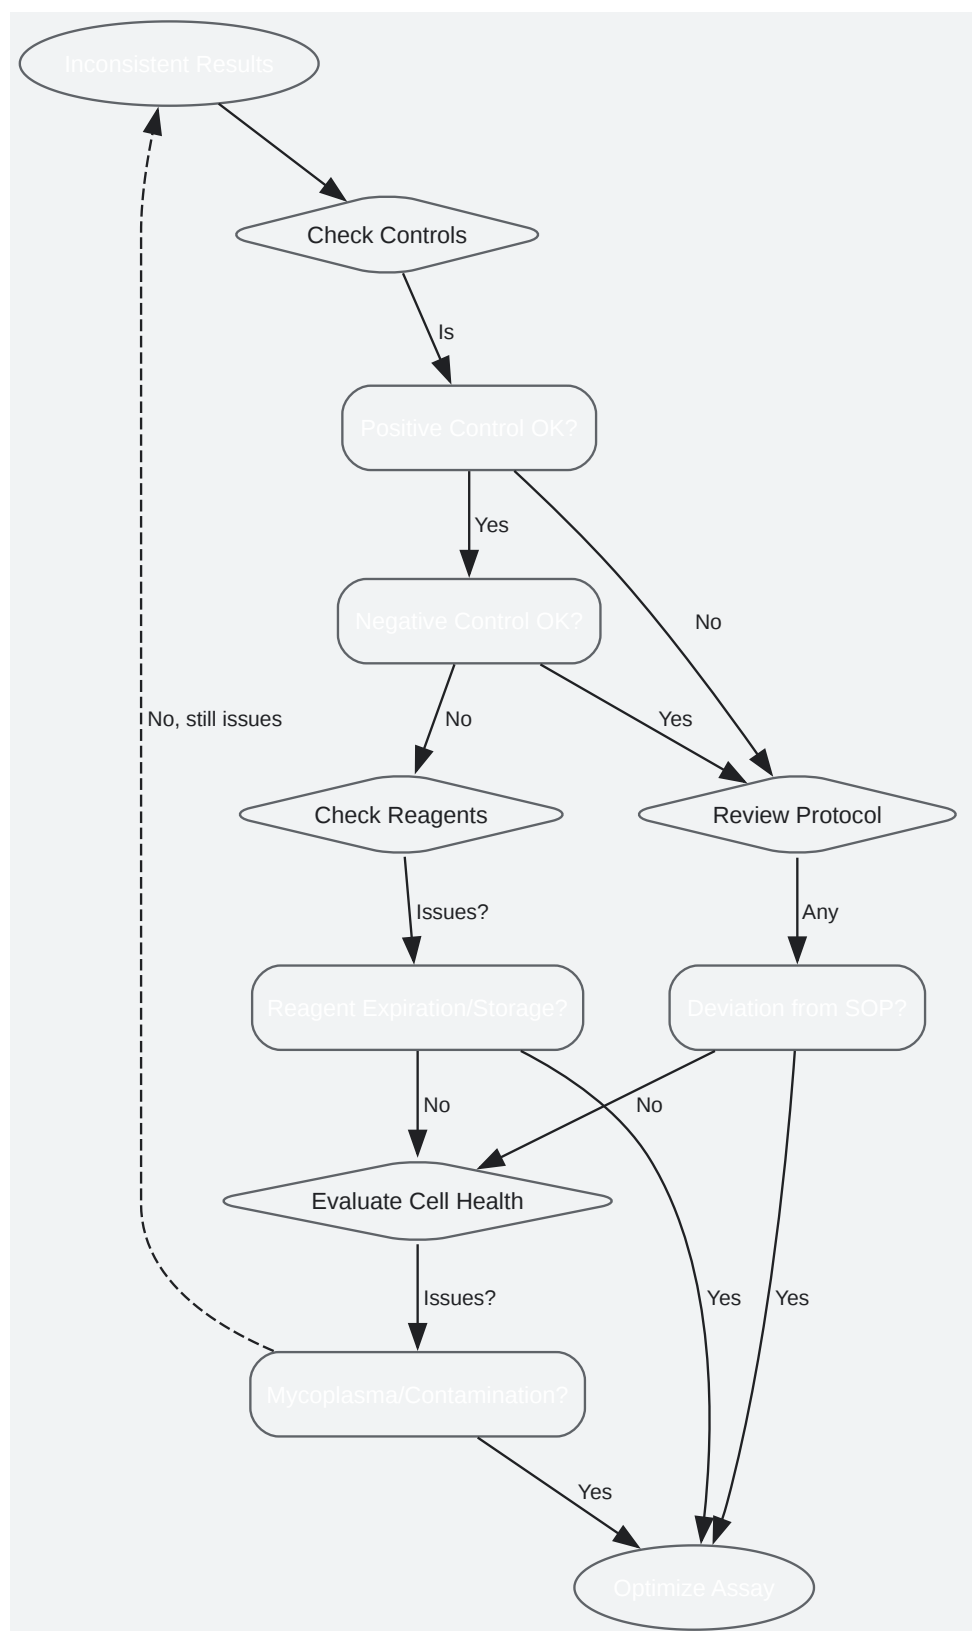 Inconsistent Results
Check Controls
Is
Positive Control OK?
Yes
Negative Control OK?
No
No
Yes
No, still issues
Check Reagents
Review Protocol
Issues?
Any
Reagent Expiration/Storage?
Deviation from SOP?
No
No
Evaluate Cell Health
Issues?
Yes
Yes
Mycoplasma/Contamination?
Yes
Optimize Assay